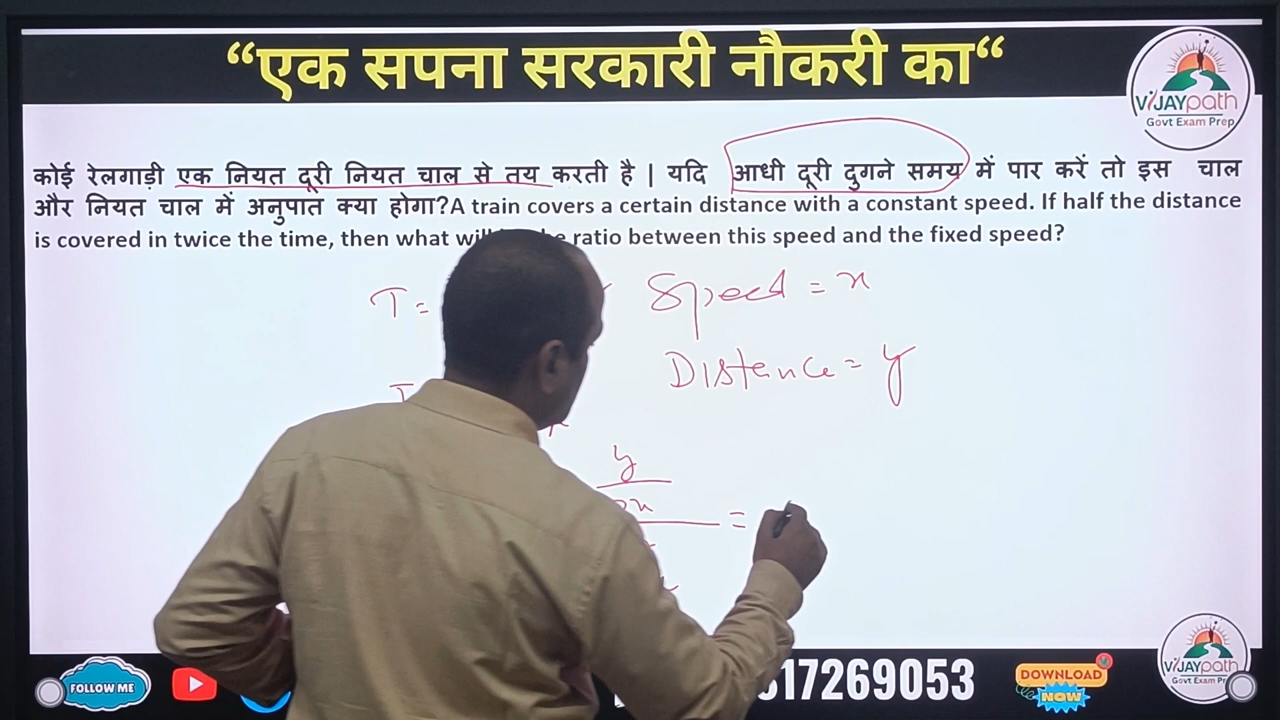 “एक सपना सरकारी नौकरी का“
VIJAYpath
Govt Exam Prep
कोई रेलगाड़ी एक नियत दूरी नियत चाल से तय करती है | यदि आधी दूरी दुगने समय में पार करें तो इस चाल
और नियत चाल में अनुपात क्या होगा?A train covers a certain distance with a constant speed. If half the distance
is covered in twice the time, then what will ratio between this speed and the fixed speed?
T= Speed = x
Distance = y
y
=
FOLLOW ME
17269053
DOWNLOAD
NOW
VIJAYpath
Govt Exam Pr